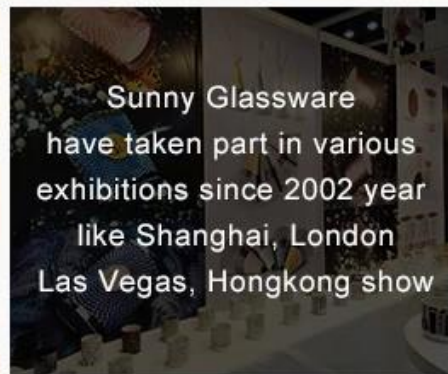 Sunny Glassware
have taken part in various
exhibitions since 2002 year
like Shanghai, London
Las Vegas, Hongkong show